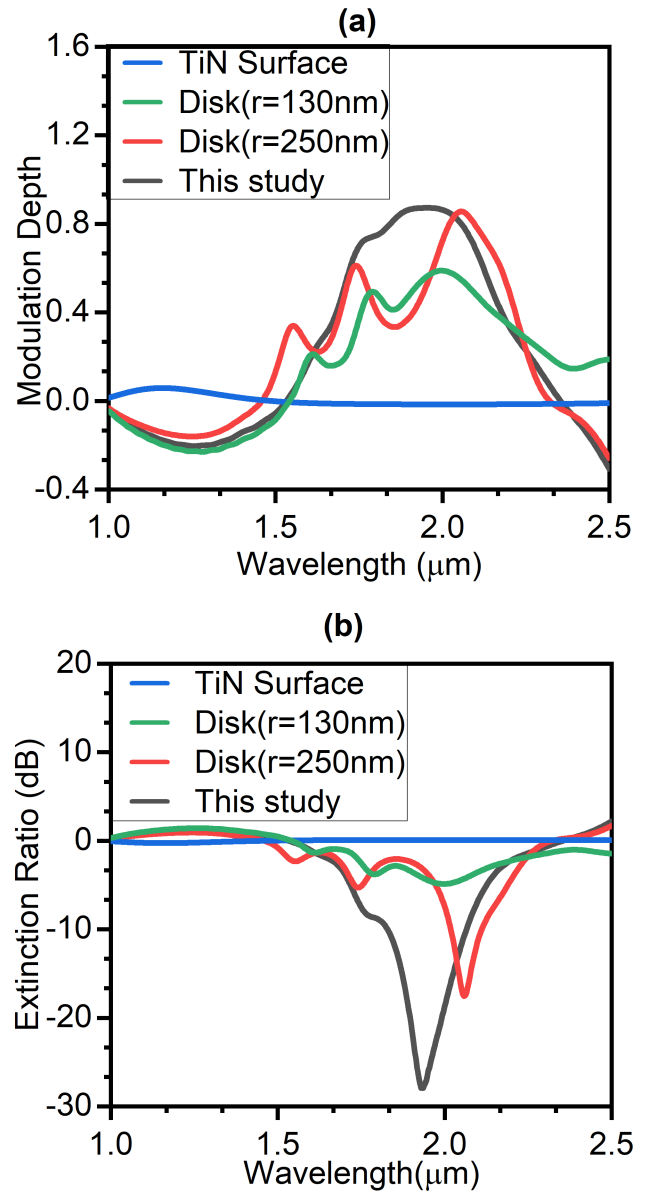 (a)
1.6
1.2
0.8
0.4
0.0
-0.4
Modulation Depth
TiN Surface
Disk(r=130nm)
Disk(r=250nm)
This study
1.0 1.5 2.0 2.5
Wavelength (μm)
(b)
20
10
0
-10
-20
-30
Extinction Ratio (dB)
TiN Surface
Disk(r=130nm)
Disk(r=250nm)
This study
1.0 1.5 2.0 2.5
Wavelength(μm)